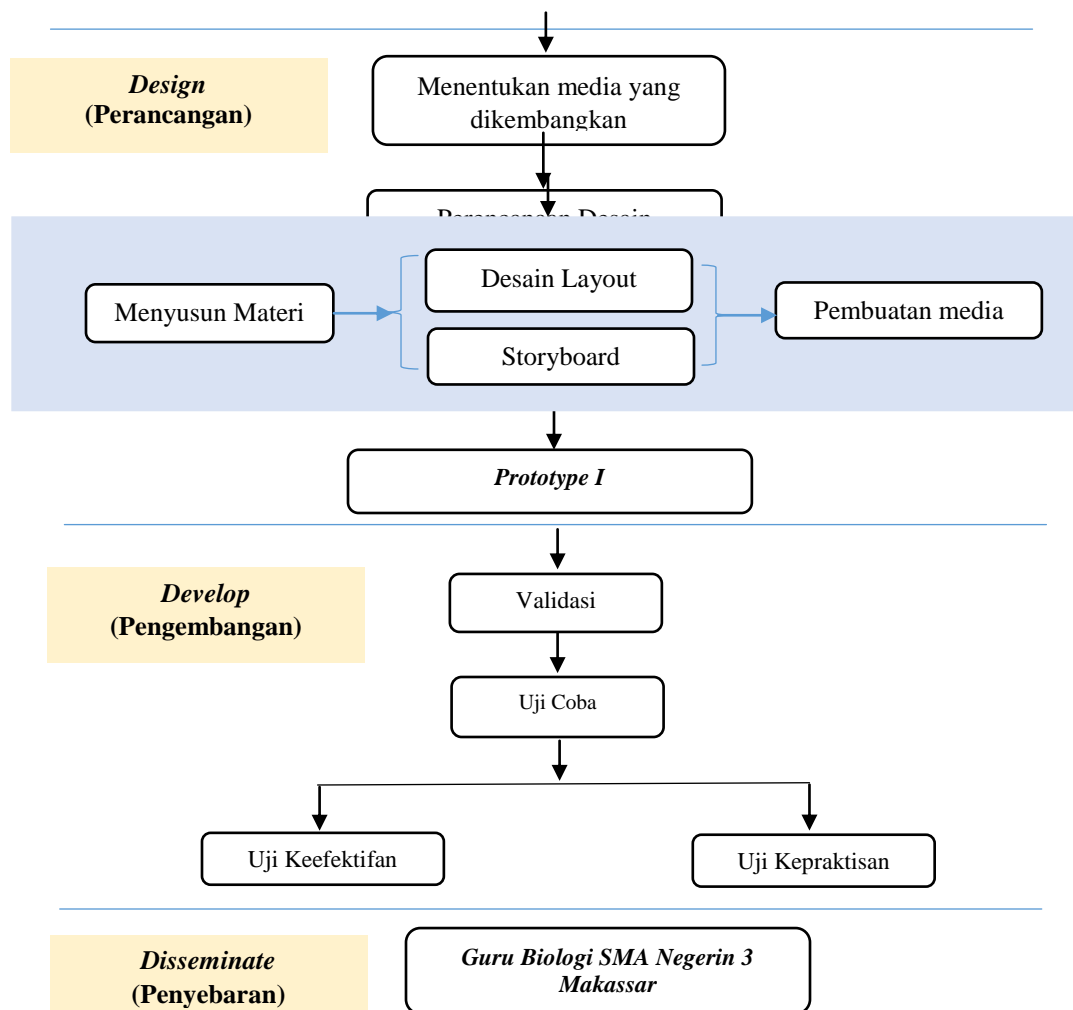 Design
(Perancangan)
Menentukan media yang
dikembangkan
Desain Layout
Menyusun Materi
Pembuatan media
Storyboard
Prototype I
Develop
(Pengembangan)
Validasi
Uji Coba
Uji Keefektifan
Uji Kepraktisan
Disseminate
(Penyebaran)
Guru Biologi SMA Negerin 3
Makassar